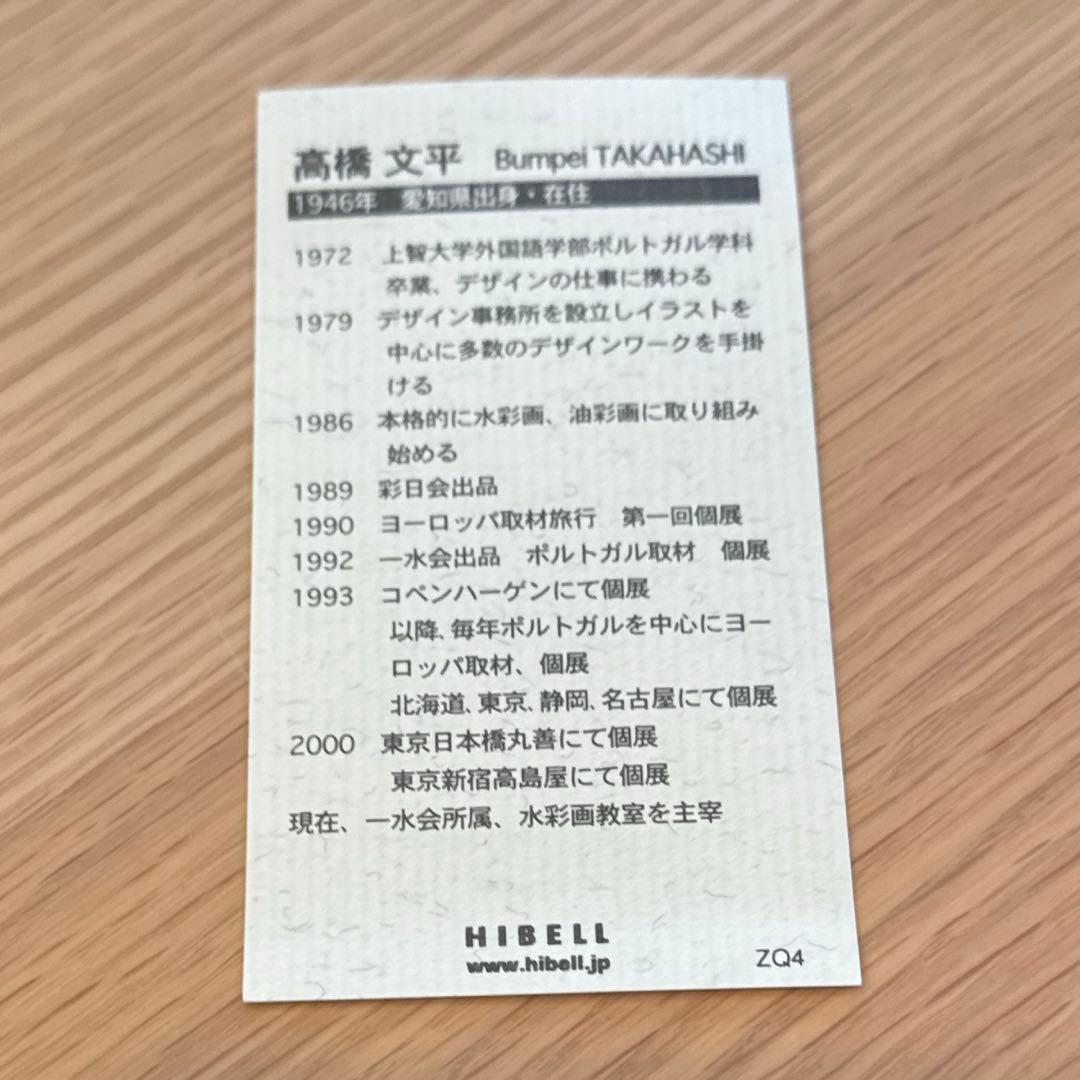 高橋 文平 Bumpei TAKAHASHI
1946年 愛知県出身・在住
1972 上智大学外国語学部ポルトガル学科
卒業、デザインの仕事に携わる
1979 デザイン事務所を設立しイラストを
中心に多数のデザインワークを手掛
ける
1986 本格的に水彩画、油彩画に取り組み
始める
1989 彩日会出品
1990 ヨーロッパ取材旅行 第一回個展
1992 一水会出品 ポルトガル取材 個展
1993 コペンハーゲンにて個展
以降、毎年ポルトガルを中心にヨー
ロッパ取材、個展
北海道、東京、静岡、名古屋にて個展
2000 東京日本橋丸善にて個展
東京新宿高島屋にて個展
現在、一水会所属、水彩画教室を主宰
HIBELL
www.hibell.jp
ZQ4